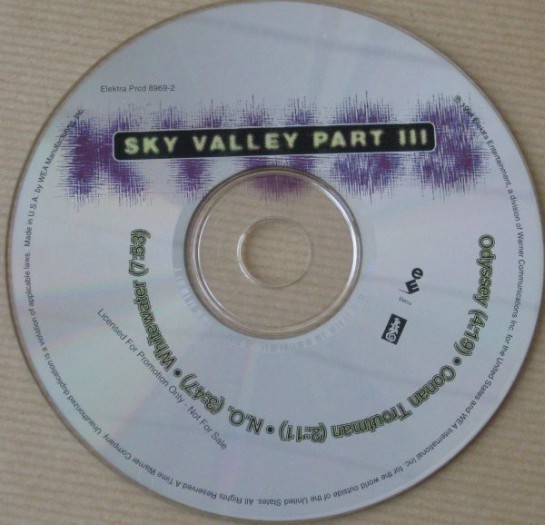 Elektra Prcd 8969-2
SKY VALLEY PART III
Odyssey (4:19) • Conan Troutman (2:11) • N.O. (3:47) • Whitewater (7:53)
Licensed For Promotion Only - Not For Sale
Elektra Entertainment, a division of Warner Communications Inc. for the United States and WEA International Inc. for the world outside of the United States. All Rights Reserved. A Time Warner Company. Unauthorized duplication is a violation of applicable laws. Made in U.S.A. by WEA Manufacturing Inc.